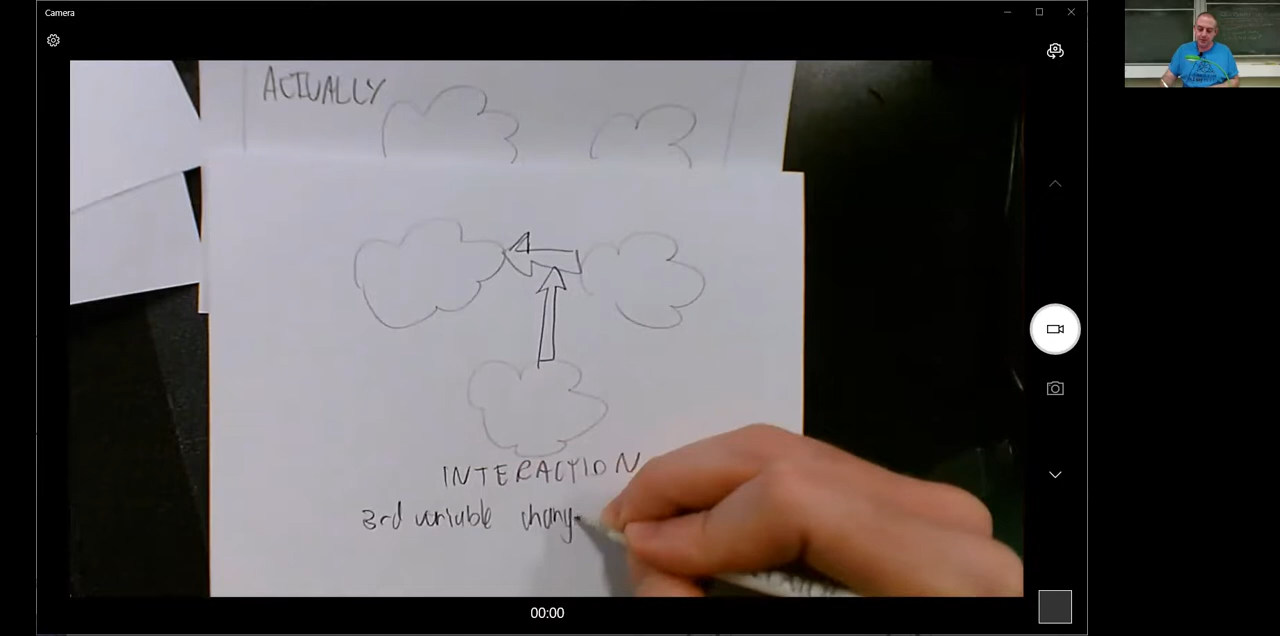 Camera
ACTUALLY
INTERACTION
3rd variable chang
00:00